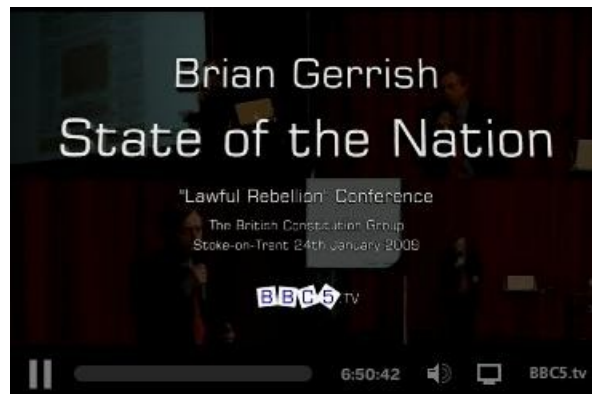 Brian Gerrish
State of the Nation
"Lawful Rebellion" Conference
The British Constitution Group
Stoke-on-Trent 24th January 2009
BBC5.TV
6:50:42
BBC5.tv